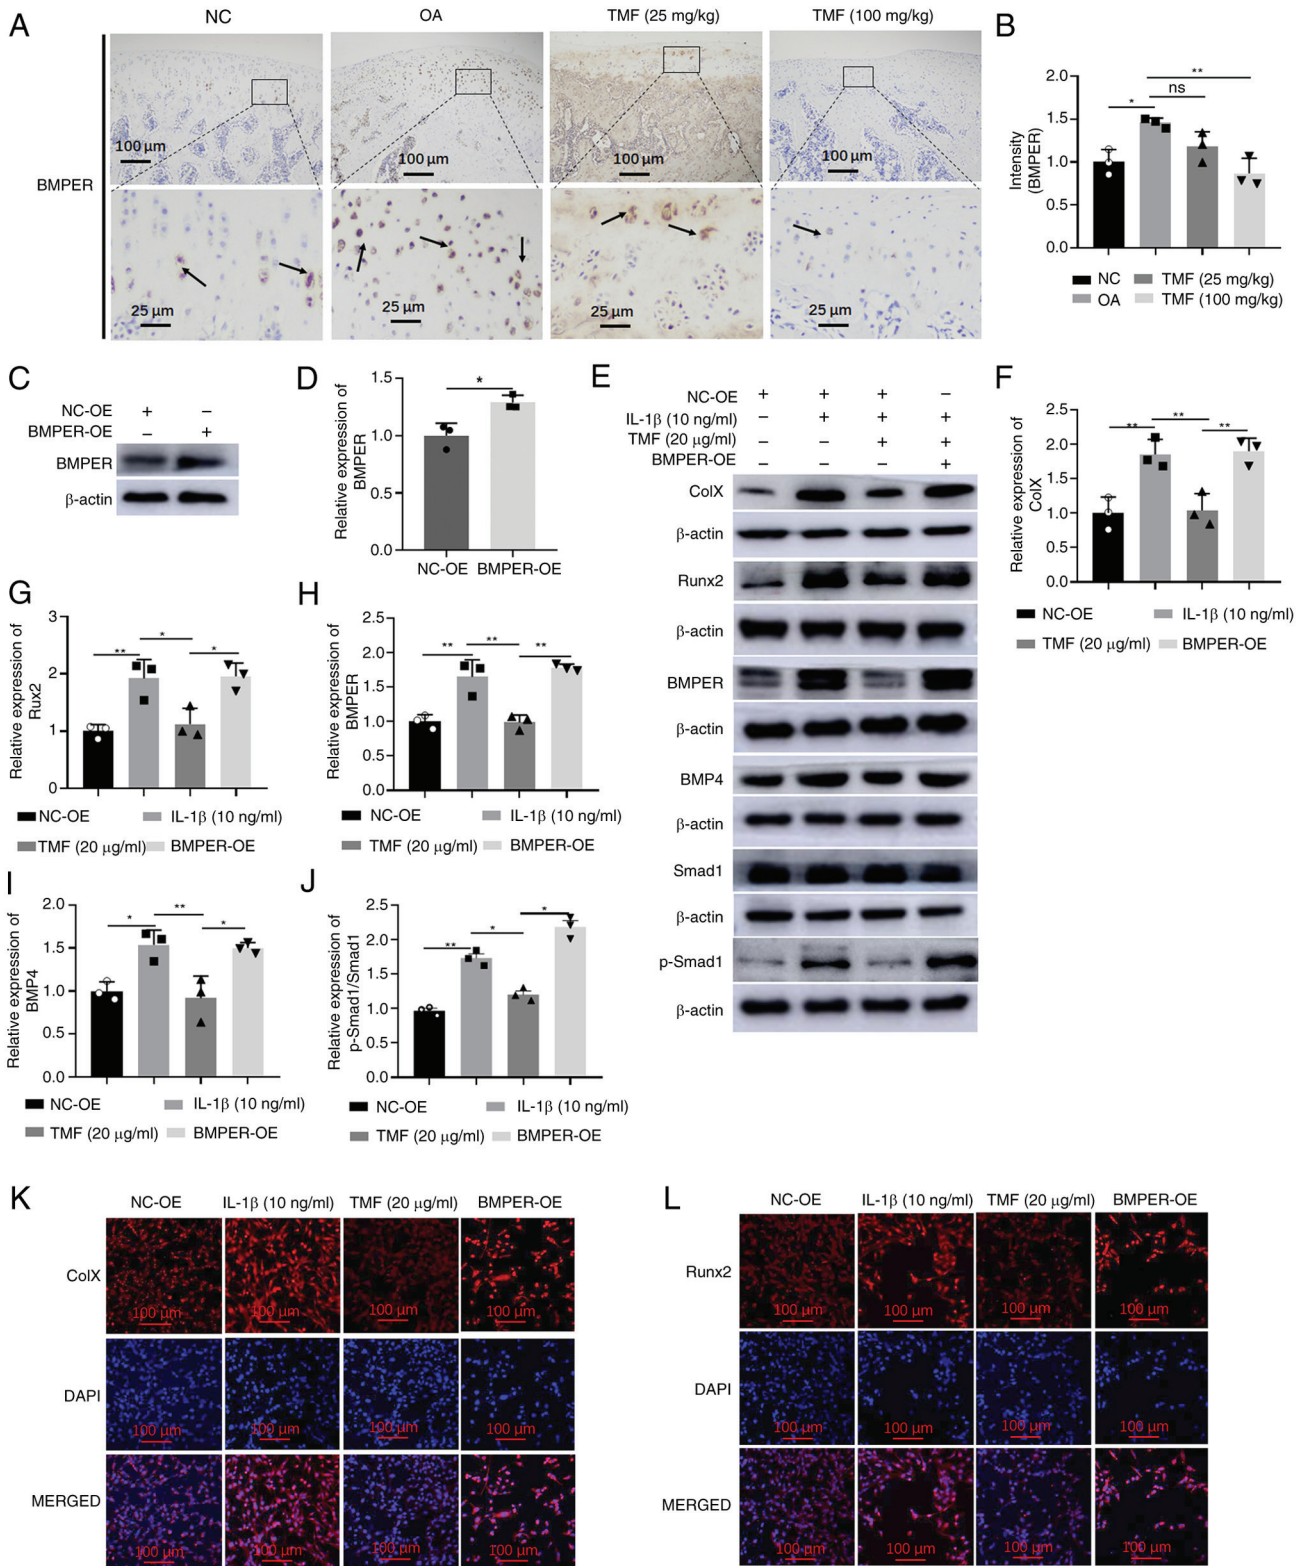 A
NC
OA
TMF (25 mg/kg)
TMF (100 mg/kg)
BMPER
100 µm
100 µm
100 µm
100 µm
25 µm
25 µm
25 µm
25 µm
B
Intensity
(BMPER)
2.0
1.5
1.0
0.5
0.0
**
ns
*
NC
TMF (25 mg/kg)
OA
TMF (100 mg/kg)
C
NC-OE + –
BMPER-OE – +
BMPER
β-actin
D
Relative expression of
BMPER
1.5
1.0
0.5
0.0
*
NC-OE BMPER-OE
E
NC-OE + + + –
IL-1β (10 ng/ml) – + + +
TMF (20 µg/ml) – – + +
BMPER-OE – – – +
ColX
β-actin
Runx2
β-actin
BMPER
β-actin
BMP4
β-actin
Smad1
β-actin
p-Smad1
β-actin
F
Relative expression of
ColX
2.5
2.0
1.5
1.0
0.5
0.0
** ** **
NC-OE
IL-1β (10 ng/ml)
TMF (20 µg/ml)
BMPER-OE
G
Relative expression of
Rux2
3
2
1
0
** * *
NC-OE
IL-1β (10 ng/ml)
TMF (20 µg/ml)
BMPER-OE
H
Relative expression of
BMPER
2.5
2.0
1.5
1.0
0.5
0.0
** ** **
NC-OE
IL-1β (10 ng/ml)
TMF (20 µg/ml)
BMPER-OE
I
Relative expression of
BMP4
2.0
1.5
1.0
0.5
0.0
* ** *
NC-OE
IL-1β (10 ng/ml)
TMF (20 µg/ml)
BMPER-OE
J
Relative expression of
p-Smad1/Smad1
2.5
2.0
1.5
1.0
0.5
0.0
** * *
NC-OE
IL-1β (10 ng/ml)
TMF (20 µg/ml)
BMPER-OE
K
NC-OE IL-1β (10 ng/ml) TMF (20 µg/ml) BMPER-OE
ColX
100 µm 100 µm 100 µm 100 µm
DAPI
100 µm 100 µm 100 µm 100 µm
MERGED
100 µm 100 µm 100 µm 100 µm
L
NC-OE IL-1β (10 ng/ml) TMF (20 µg/ml) BMPER-OE
Runx2
100 µm 100 µm 100 µm 100 µm
DAPI
100 µm 100 µm 100 µm 100 µm
MERGED
100 µm 100 µm 100 µm 100 µm